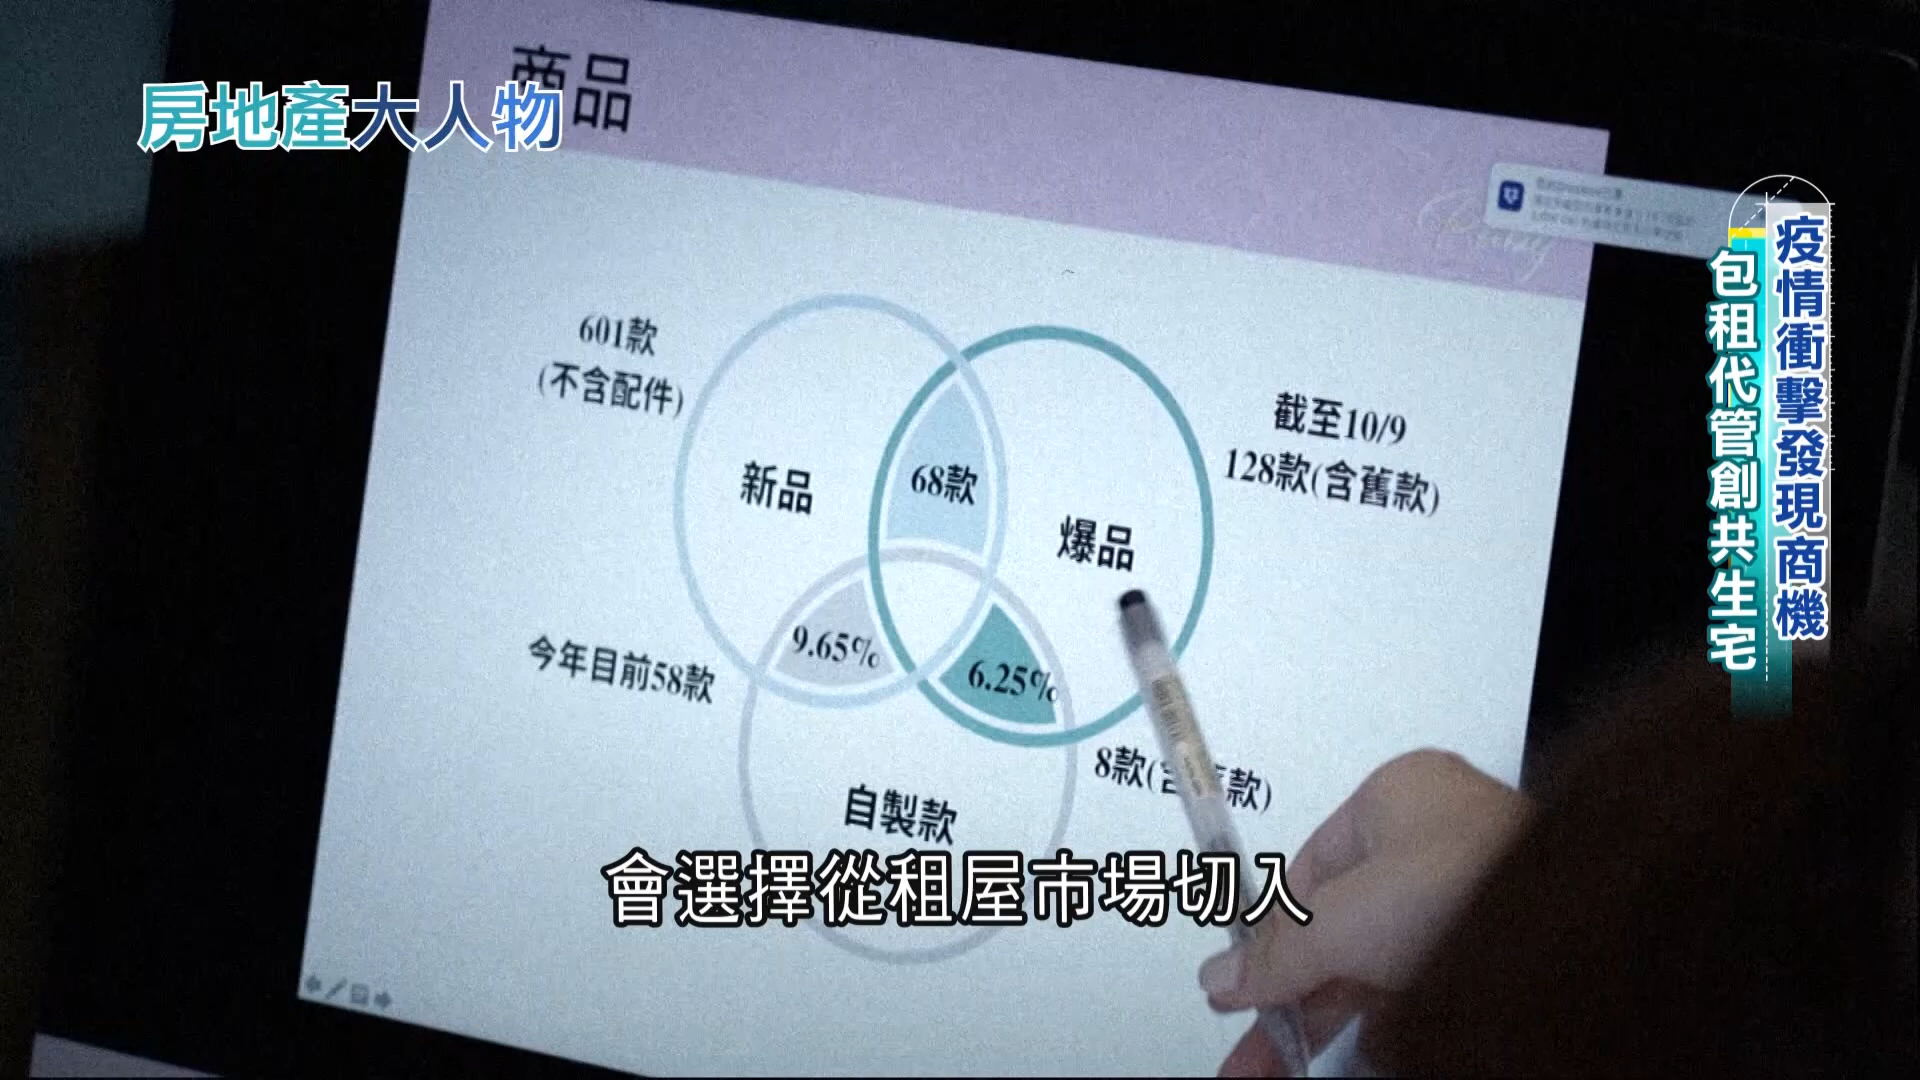 商品
房地產大人物
疫情衝擊發現商機
包租代管創共生宅
601款
(不含配件)
截至10/9
128款(含舊款)
新品
68款
爆品
今年目前58款
9.65%
6.25%
8款(含 款)
自製款
會選擇從租屋市場切入